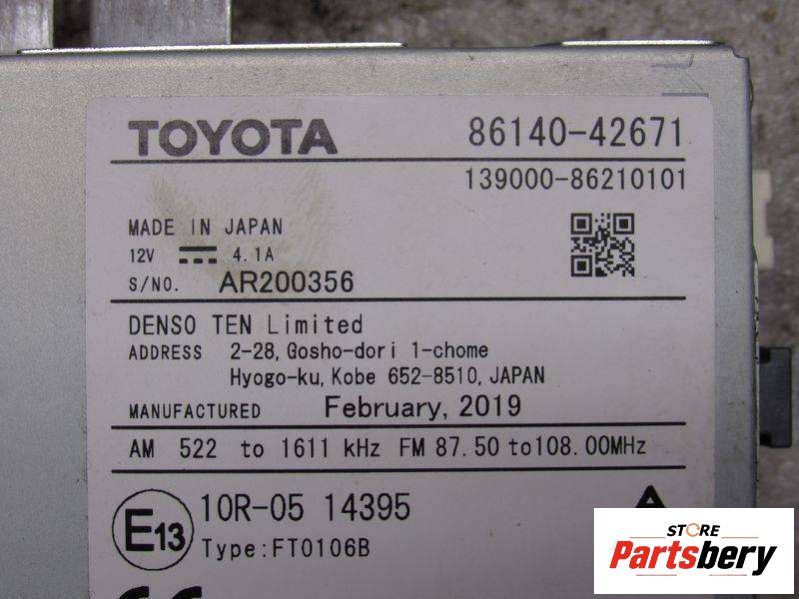 TOYOTA 86140-42671
139000-86210101
MADE IN JAPAN
12V 4.1A
S/NO. AR200356
DENSO TEN Limited
ADDRESS 2-28, Gosho-dori 1-chome
Hyogo-ku, Kobe 652-8510, JAPAN
MANUFACTURED February, 2019
AM 522 to 1611 kHz FM 87.50 to 108.00MHz
E13 10R-05 14395
Type:FT0106B
STORE
Partsbery